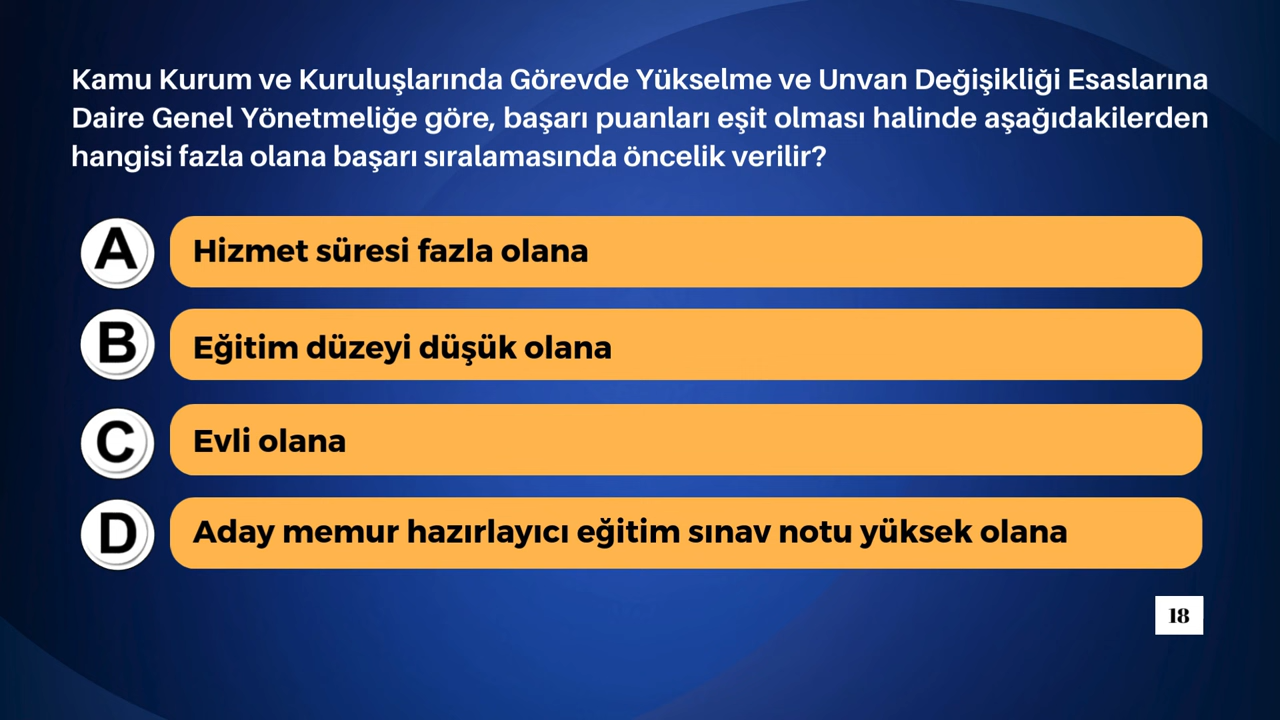 Kamu Kurum ve Kuruluşlarında Görevde Yükselme ve Unvan Değişikliği Esaslarına
Daire Genel Yönetmeliğe göre, başarı puanları eşit olması halinde aşağıdakilerden
hangisi fazla olana başarı sıralamasında öncelik verilir?
A Hizmet süresi fazla olana
B Eğitim düzeyi düşük olana
C Evli olana
D Aday memur hazırlayıcı eğitim sınav notu yüksek olana
18